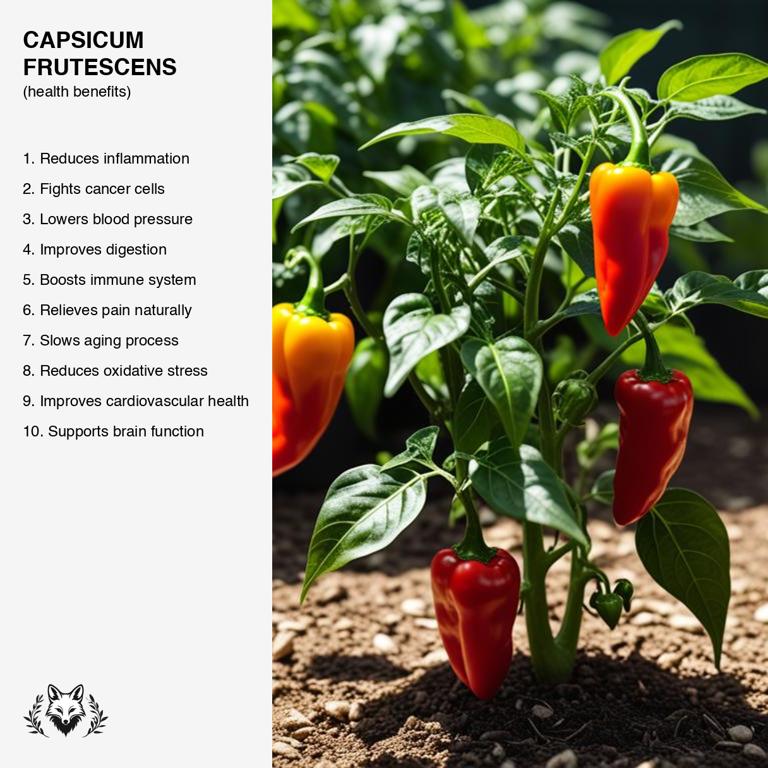 CAPSICUM
FRUTESCENS
(health benefits)
1. Reduces inflammation
2. Fights cancer cells
3. Lowers blood pressure
4. Improves digestion
5. Boosts immune system
6. Relieves pain naturally
7. Slows aging process
8. Reduces oxidative stress
9. Improves cardiovascular health
10. Supports brain function